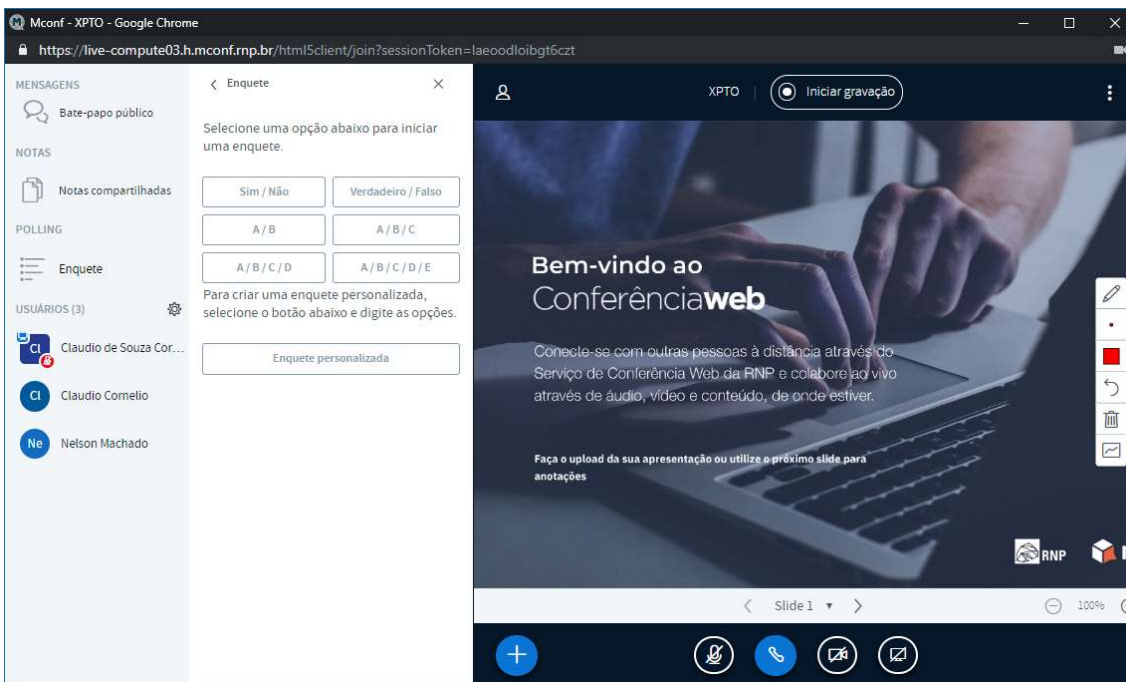 Mconf - XPTO - Google Chrome
https://live-compute03.h.mconf.rnp.br/html5client/join?sessionToken=laeoodloibgt6czt
MENSAGENS
Bate-papo público
NOTAS
Notas compartilhadas
POLLING
Enquete
USUÁRIOS (3)
CL
Claudio de Souza Cor...
CL
Claudio Cornelio
Ne
Nelson Machado
Enquete
Selecione uma opção abaixo para iniciar
uma enquete.
Sim / Não
Verdadeiro / Falso
A / B
A / B / C
A / B / C / D
A / B / C / D / E
Para criar uma enquete personalizada,
selecione o botão abaixo e digite as opções.
Enquete personalizada
XPTO
Iniciar gravação
Bem-vindo ao
Conferênciaweb
Conecte-se com outras pessoas à distância através do
Serviço de Conferência Web da RNP e colabore ao vivo
através de áudio, vídeo e conteúdo, de onde estiver.
Faça o upload da sua apresentação ou utilize o próximo slide para
anotações
RNP
Slide 1
100%